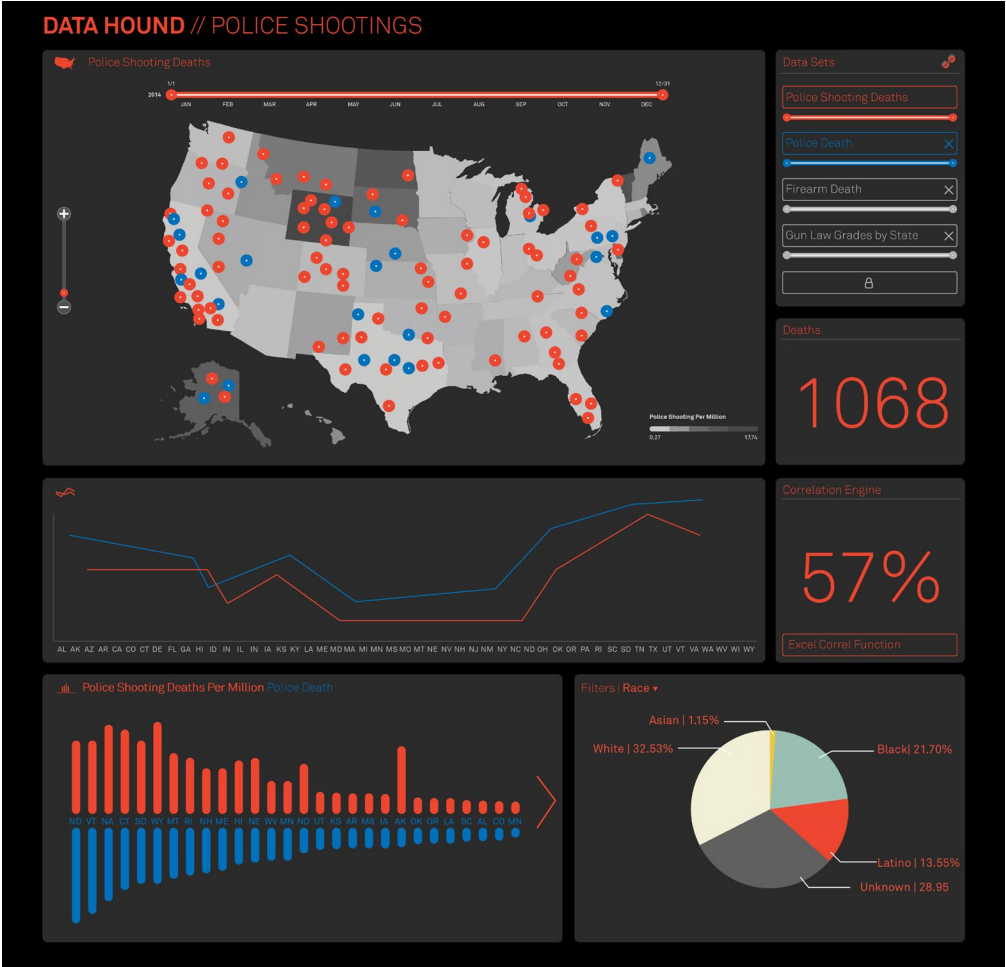 DATA HOUND // POLICE SHOOTINGS
Police Shooting Deaths
1/1
12/31
2014
JAN FEB MAR APR MAY JUN JUL AUG SEP OCT NOV DEC
Police Shooting Per Million
0.27 17.74
Data Sets
Police Shooting Deaths
Police Death
Firearm Death
Gun Law Grades by State
Deaths
1068
AL AK AZ AR CA CO CT DE FL GA HI ID IN IL IN IA KS KY LA ME MD MA MI MN MS MO MT NE NV NH NJ NM NY NC ND OH OK OR PA RI SC SD TN TX UT VT VA WA WV WI WY
Correlation Engine
57%
Excel Correl Function
Police Shooting Deaths Per Million Police Death
ND VT NA CT SD WY MT RI NH ME HI NE WV MN ND UT KS AR MS IA AK OK OR LA SC AL CO MN
Filters | Race ▾
Asian | 1.15%
White | 32.53%
Black| 21.70%
Latino | 13.55%
Unknown | 28.95